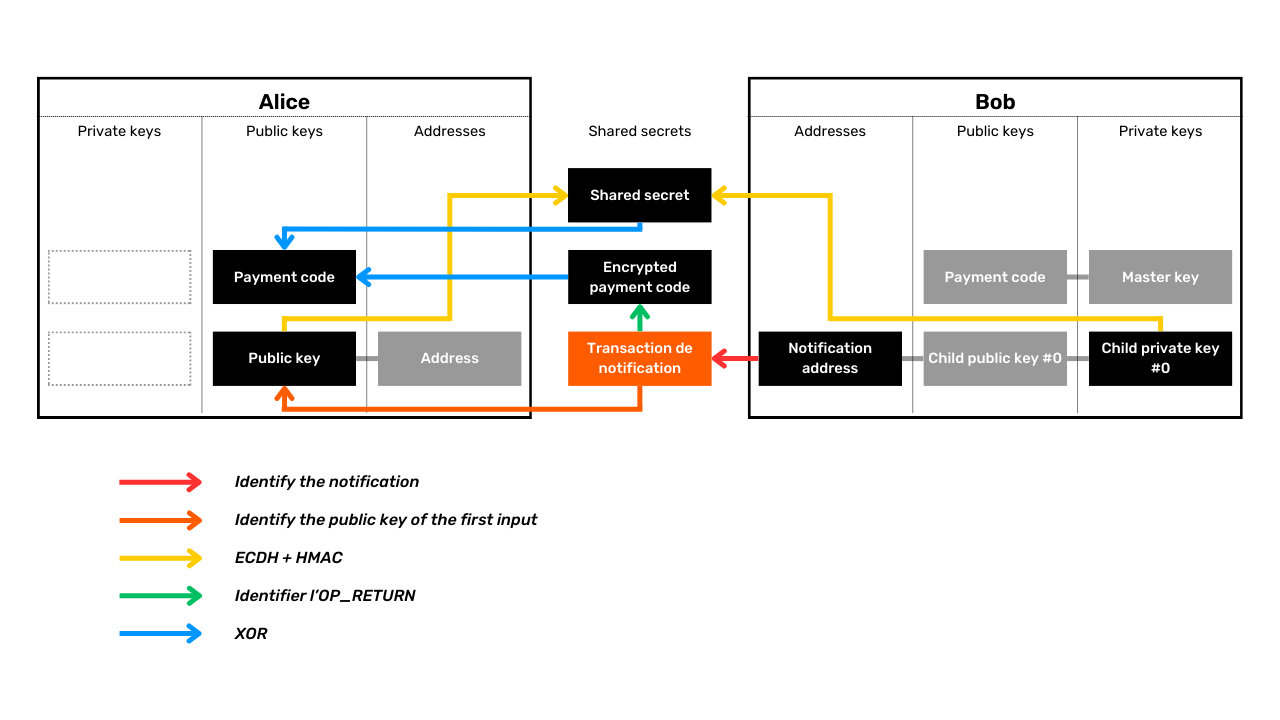 Alice
Bob
Private keys
Public keys
Addresses
Shared secrets
Addresses
Public keys
Private keys
Shared secret
Payment code
Encrypted
payment code
Payment code
Master key
Public key
Address
Transaction de
notification
Notification
address
Child public key #0
Child private key
#0
Identify the notification
Identify the public key of the first input
ECDH + HMAC
Identifier l’OP_RETURN
XOR